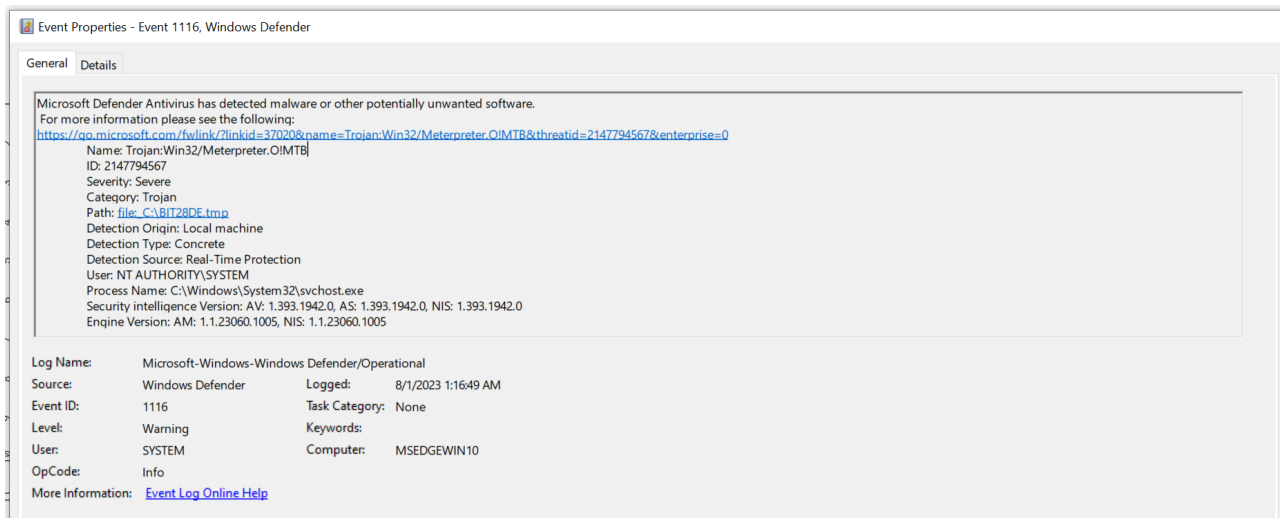 Event Properties - Event 1116, Windows Defender
General Details
Microsoft Defender Antivirus has detected malware or other potentially unwanted software.
For more information please see the following:
https://go.microsoft.com/fwlink/?linkid=37020&name=Trojan:Win32/Meterpreter.O!MTB&threatid=2147794567&enterprise=0
Name: Trojan:Win32/Meterpreter.O!MTB
ID: 2147794567
Severity: Severe
Category: Trojan
Path: file:_C:\BIT28DE.tmp
Detection Origin: Local machine
Detection Type: Concrete
Detection Source: Real-Time Protection
User: NT AUTHORITY\SYSTEM
Process Name: C:\Windows\System32\svchost.exe
Security intelligence Version: AV: 1.393.1942.0, AS: 1.393.1942.0, NIS: 1.393.1942.0
Engine Version: AM: 1.1.23060.1005, NIS: 1.1.23060.1005
Log Name: Microsoft-Windows-Windows Defender/Operational
Source: Windows Defender Logged: 8/1/2023 1:16:49 AM
Event ID: 1116 Task Category: None
Level: Warning Keywords:
User: SYSTEM Computer: MSEDGEWIN10
OpCode: Info
More Information: Event Log Online Help